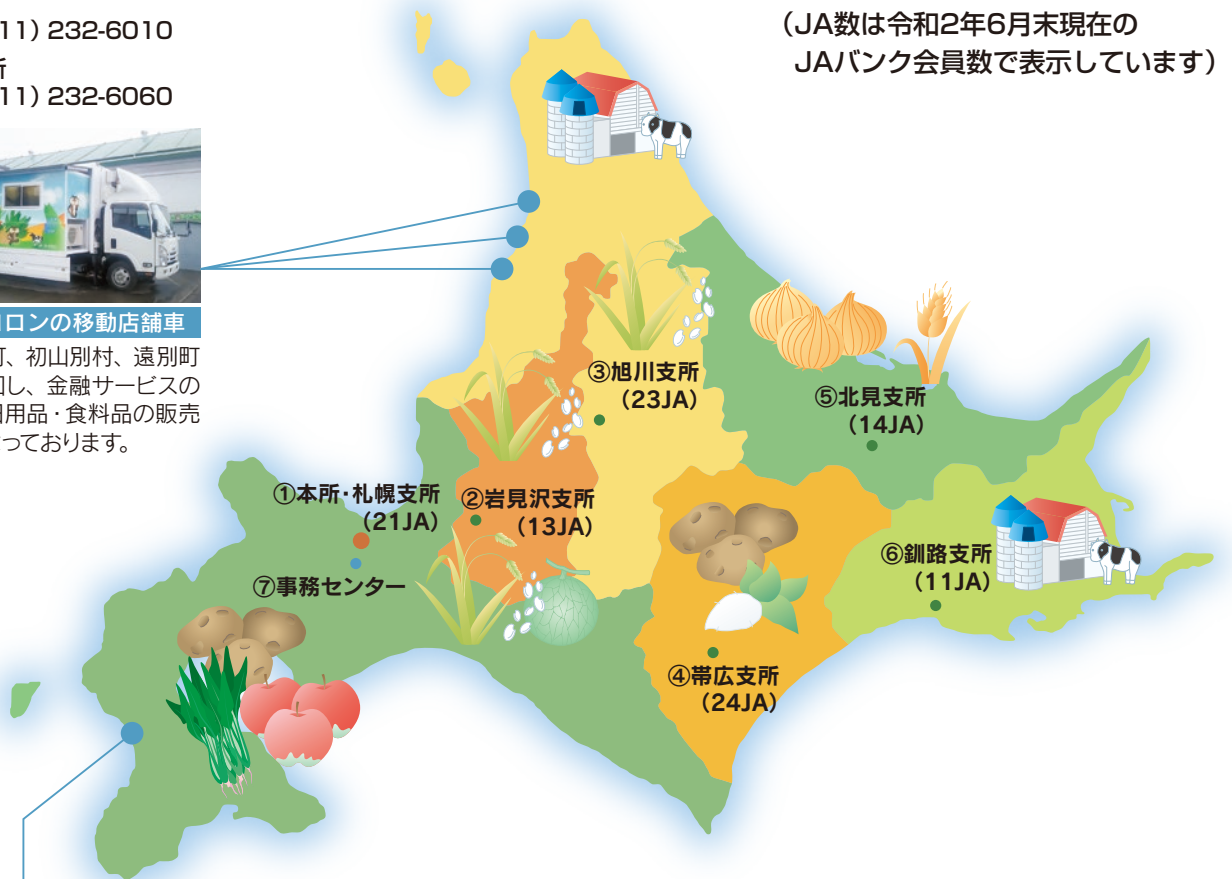 11）232-6010
所
11）232-6060
ロンの移動店舗車
町、初山別村、遠別町
回し、金融サービスの
日用品・食料品の販売
なっております。
（JA数は令和2年6月末現在の
JAバンク会員数で表示しています）
③旭川支所
（23JA）
⑤北見支所
（14JA）
①本所・札幌支所
（21JA）
②岩見沢支所
（13JA）
⑥釧路支所
（11JA）
⑦事務センター
④帯広支所
（24JA）